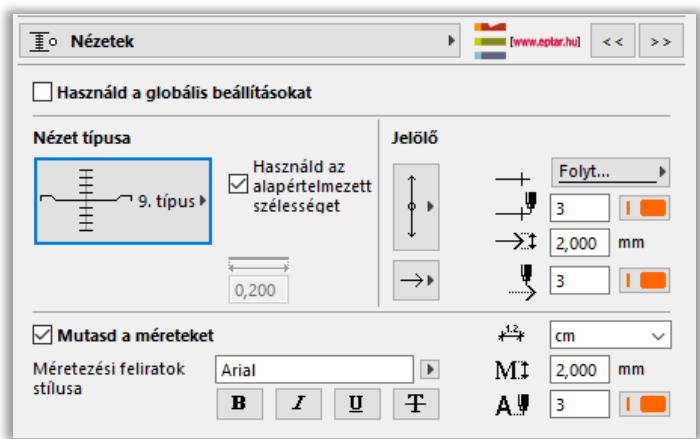 Nézetek
[www.eptar.hu]
<< >>
Használd a globális beállításokat
Nézet típusa
9. típus
Használd az
alapértelmezett
szélességet
0,200
Jelölő
Folyt...
3
2,000 mm
3
Mutasd a méreteket
1.2
cm
Méretezési feliratok
stílusa
Arial
B I U T
M 2,000 mm
A 3